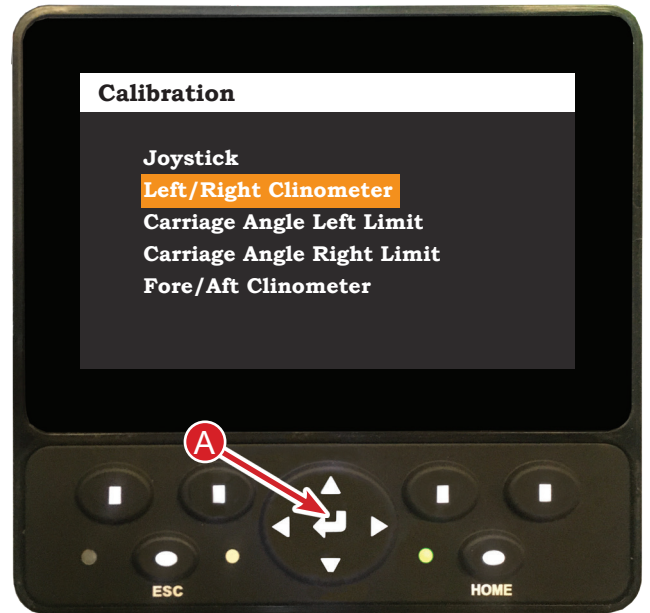 Calibration
Joystick
Left/Right Clinometer
Carriage Angle Left Limit
Carriage Angle Right Limit
Fore/Aft Clinometer
A
ESC
HOME